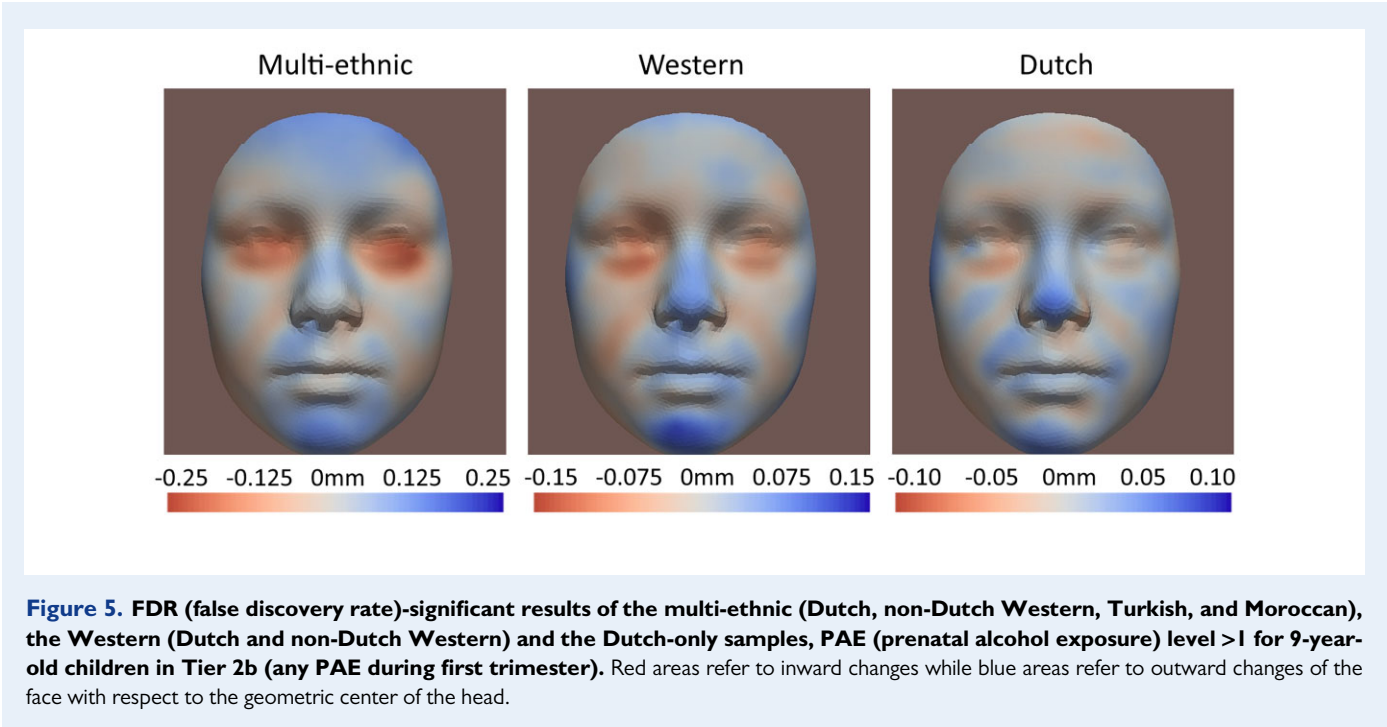 Multi-ethnic Western Dutch
-0.25 -0.125 0mm 0.125 0.25 -0.15 -0.075 0mm 0.075 0.15 -0.10 -0.05 0mm 0.05 0.10
Figure 5. FDR (false discovery rate)-significant results of the multi-ethnic (Dutch, non-Dutch Western, Turkish, and Moroccan),
the Western (Dutch and non-Dutch Western) and the Dutch-only samples, PAE (prenatal alcohol exposure) level >1 for 9-year-
old children in Tier 2b (any PAE during first trimester). Red areas refer to inward changes while blue areas refer to outward changes of the
face with respect to the geometric center of the head.